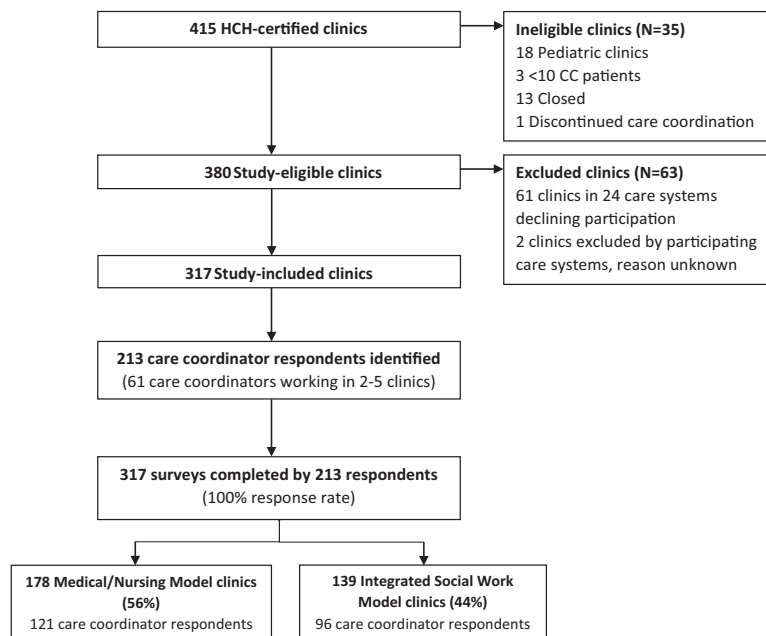 415 HCH-certified clinics
Ineligible clinics (N=35)
18 Pediatric clinics
3 <10 CC patients
13 Closed
1 Discontinued care coordination
380 Study-eligible clinics
Excluded clinics (N=63)
61 clinics in 24 care systems
declining participation
2 clinics excluded by participating
care systems, reason unknown
317 Study-included clinics
213 care coordinator respondents identified
(61 care coordinators working in 2-5 clinics)
317 surveys completed by 213 respondents
(100% response rate)
178 Medical/Nursing Model clinics
(56%)
121 care coordinator respondents
139 Integrated Social Work
Model clinics (44%)
96 care coordinator respondents